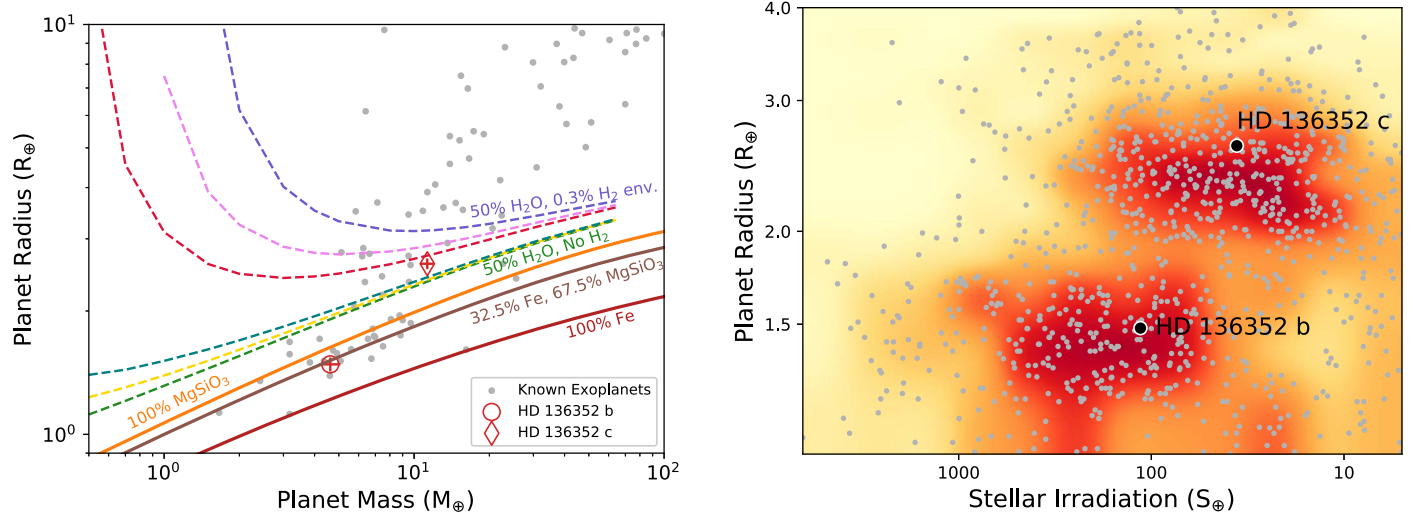 10¹
10⁰
10⁰
10¹
10²
Planet Radius (R⊕)
Planet Mass (M⊕)
50% H₂O, 0.3% H₂ env.
50% H₂O, No H₂
32.5% Fe, 67.5% MgSiO₃
100% MgSiO₃
100% Fe
Known Exoplanets
HD 136352 b
HD 136352 c
4.0
3.0
2.0
1.5
Planet Radius (R⊕)
HD 136352 c
HD 136352 b
1000
100
10
Stellar Irradiation (S⊕)